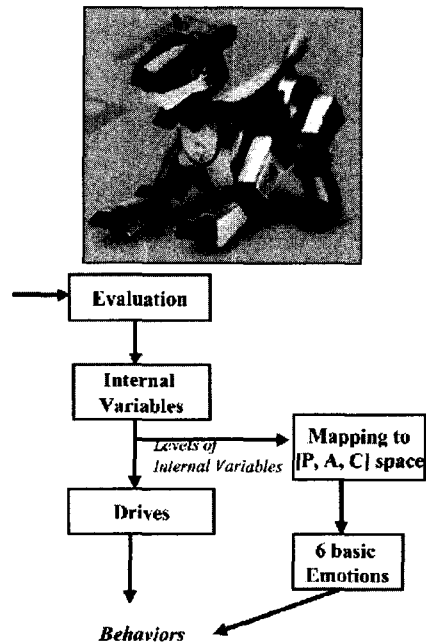 Evaluation
Internal
Variables
Levels of
Internal Variables
Mapping to
[P, A, C] space
Drives
6 basic
Emotions
Behaviors